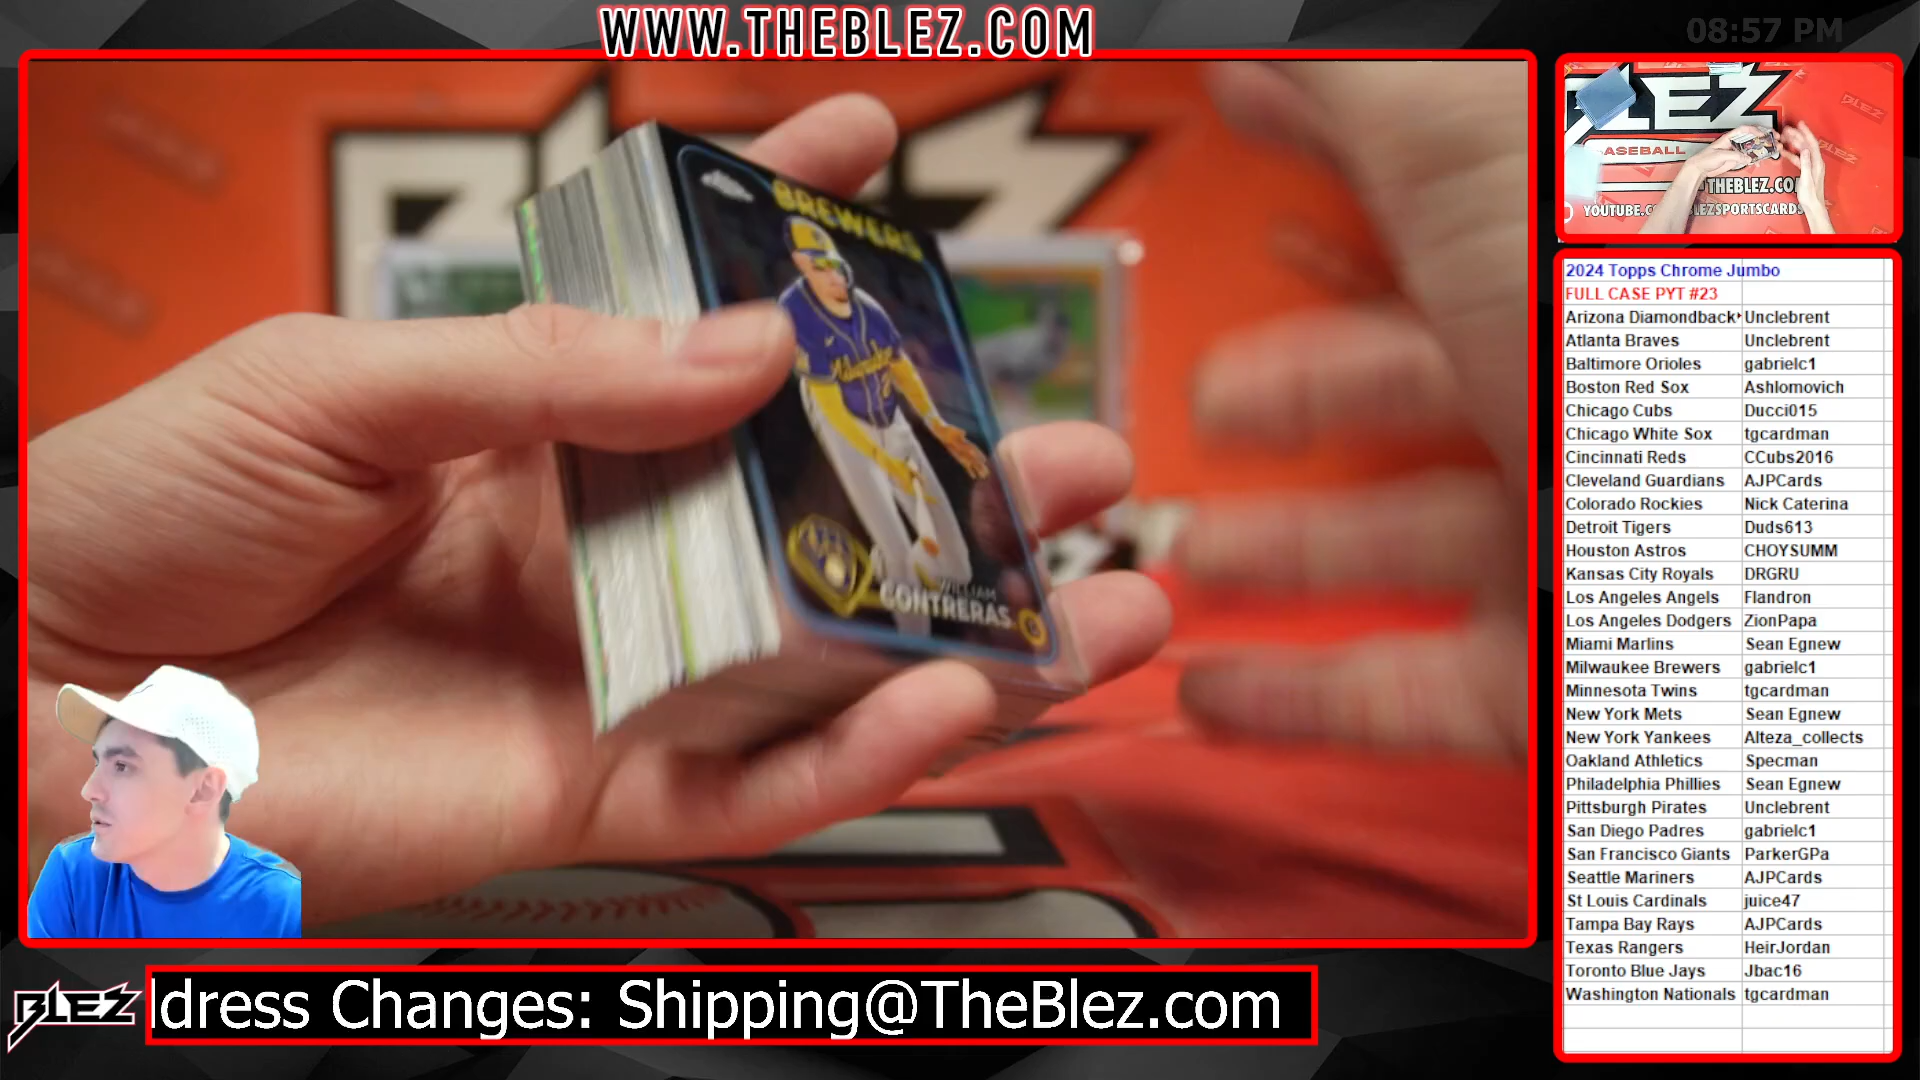 WWW.THEBLEZ.COM
08:57 PM
BREWERS
WILLIAM
CONTRERAS
BLEZ
ASEBALL
THEBLEZ.CO
YOUTUBE.C
LEZSPORTSCARDS
2024 Topps Chrome Jumbo
FULL CASE PYT #23
Arizona Diamondback Unclebrent
Atlanta Braves Unclebrent
Baltimore Orioles gabrielc1
Boston Red Sox Ashlomovich
Chicago Cubs Ducci015
Chicago White Sox tgcardman
Cincinnati Reds CCubs2016
Cleveland Guardians AJPCards
Colorado Rockies Nick Caterina
Detroit Tigers Duds613
Houston Astros CHOYSUMM
Kansas City Royals DRGRU
Los Angeles Angels Flandron
Los Angeles Dodgers ZionPapa
Miami Marlins Sean Egnew
Milwaukee Brewers gabrielc1
Minnesota Twins tgcardman
New York Mets Sean Egnew
New York Yankees Alteza_collects
Oakland Athletics Specman
Philadelphia Phillies Sean Egnew
Pittsburgh Pirates Unclebrent
San Diego Padres gabrielc1
San Francisco Giants ParkerGPa
Seattle Mariners AJPCards
St Louis Cardinals juice47
Tampa Bay Rays AJPCards
Texas Rangers HeirJordan
Toronto Blue Jays Jbac16
Washington Nationals tgcardman
BLEZ
dress Changes: Shipping@TheBlez.com